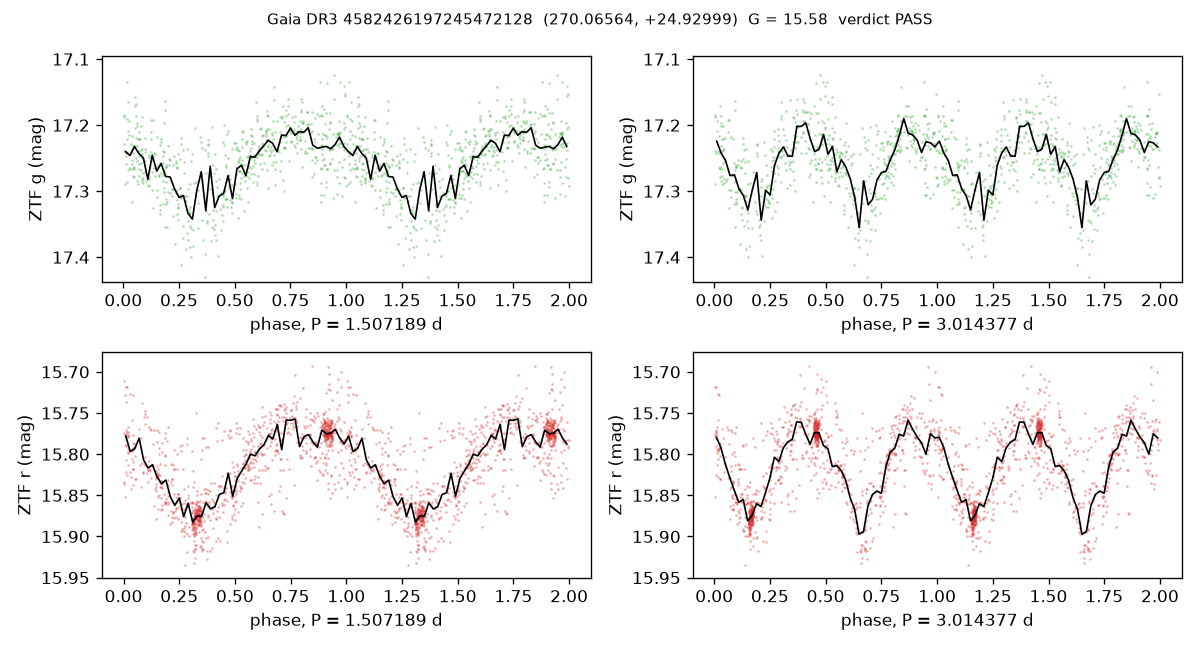 Gaia DR3 4582426197245472128  (270.06564, +24.92999)  G = 15.58  verdict PASS
ZTF g (mag)
17.1
17.2
17.3
17.4
0.00 0.25 0.50 0.75 1.00 1.25 1.50 1.75 2.00
phase, P = 1.507189 d
ZTF g (mag)
17.1
17.2
17.3
17.4
0.00 0.25 0.50 0.75 1.00 1.25 1.50 1.75 2.00
phase, P = 3.014377 d
ZTF r (mag)
15.70
15.75
15.80
15.85
15.90
15.95
0.00 0.25 0.50 0.75 1.00 1.25 1.50 1.75 2.00
phase, P = 1.507189 d
ZTF r (mag)
15.70
15.75
15.80
15.85
15.90
15.95
0.00 0.25 0.50 0.75 1.00 1.25 1.50 1.75 2.00
phase, P = 3.014377 d